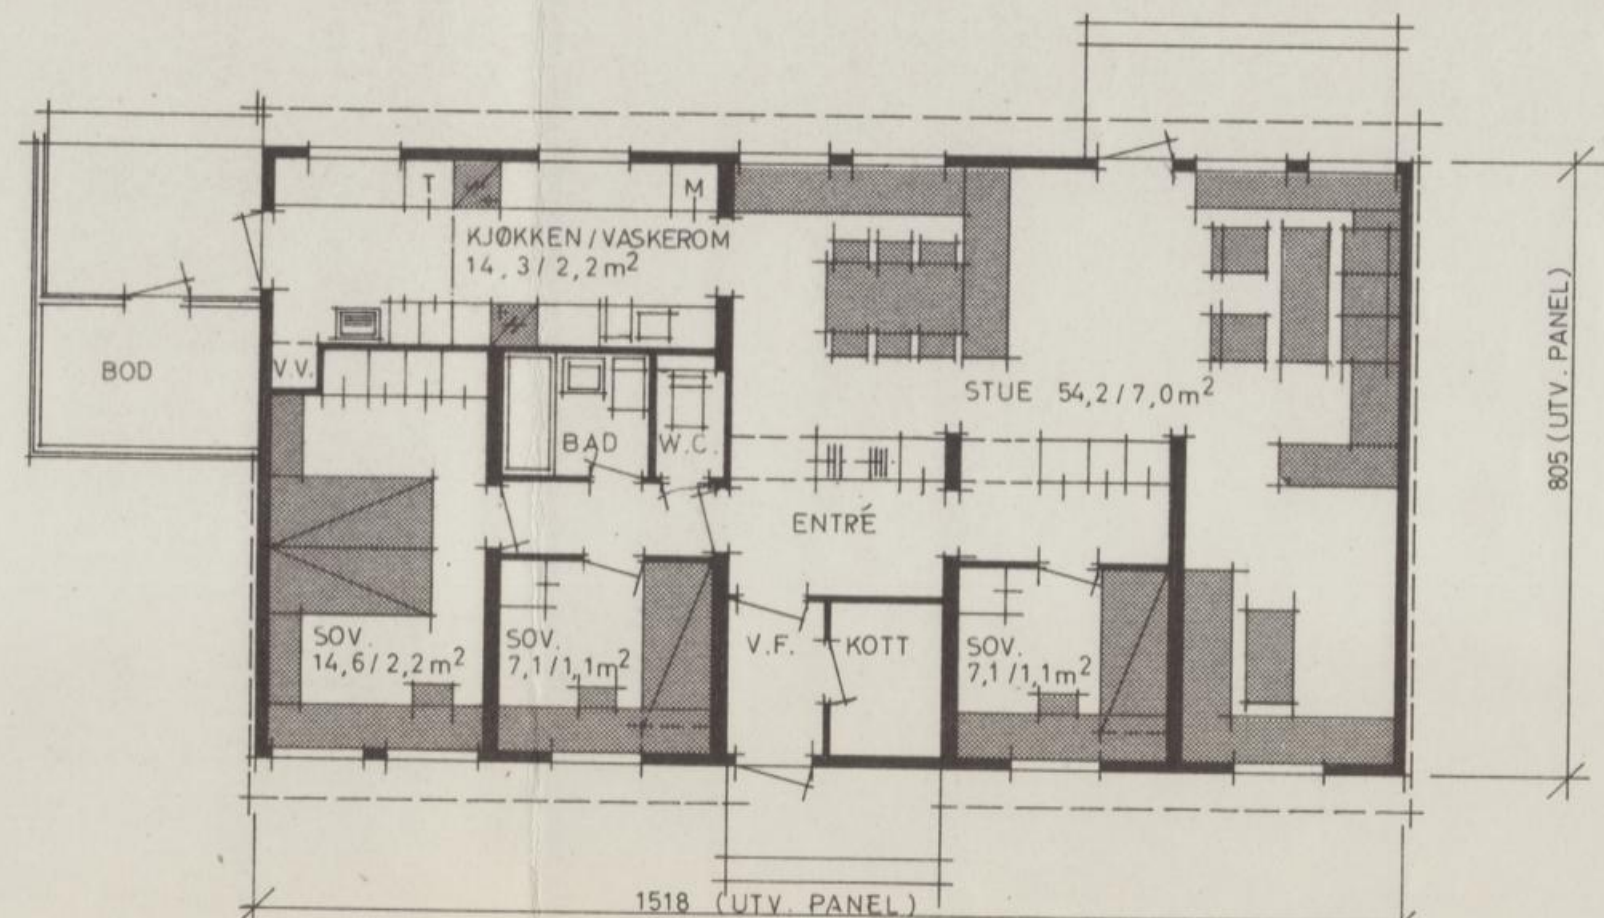 T
M
KJØKKEN / VASKEROM
14,3 / 2,2 m²
F
BOD
V.V.
BAD
W.C.
STUE 54,2 / 7,0 m²
805 (UTV. PANEL)
ENTRÉ
SOV.
14,6 / 2,2 m²
SOV.
7,1 / 1,1 m²
V.F.
KOTT
SOV.
7,1 / 1,1 m²
1518 (UTV. PANEL)